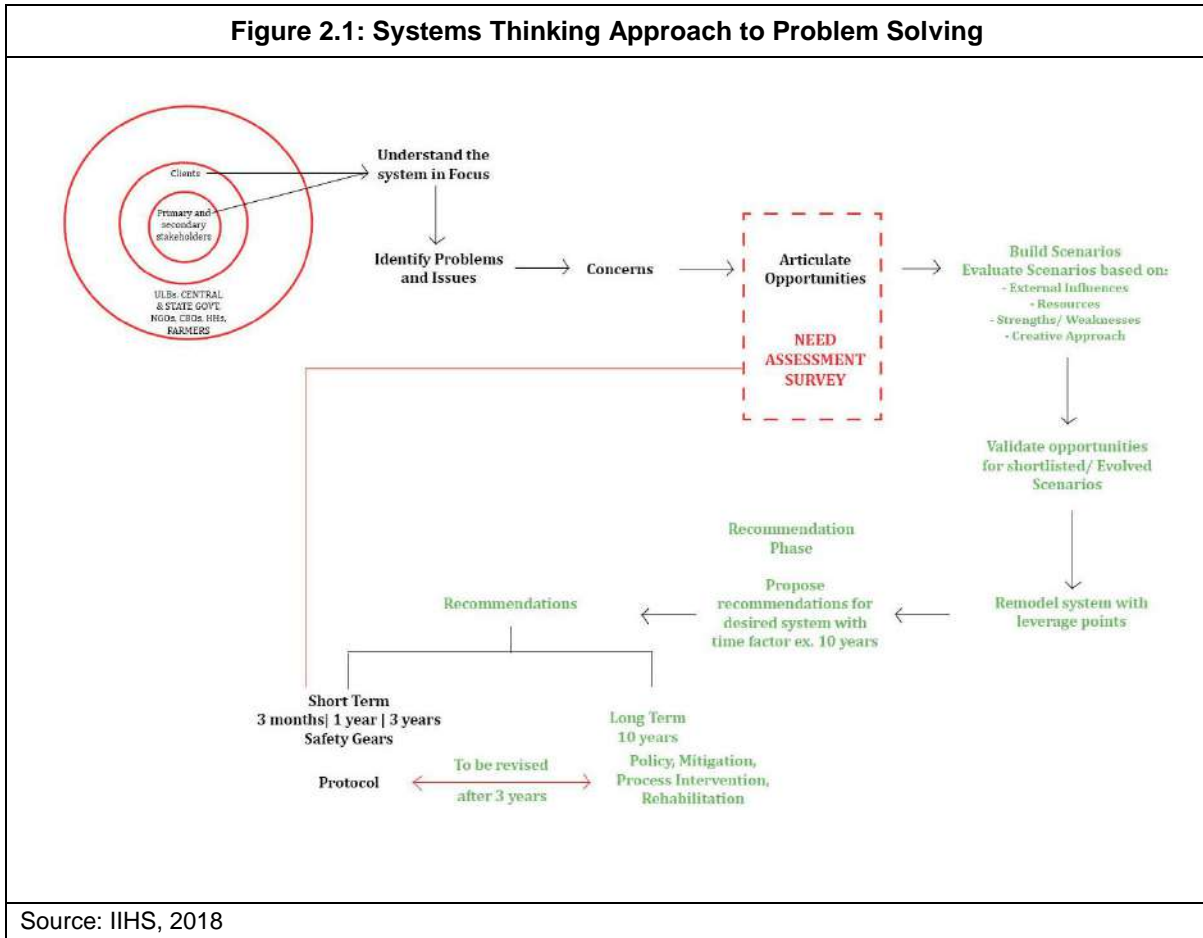 Figure 2.1: Systems Thinking Approach to Problem Solving
Clients
Primary and
secondary
stakeholders
ULBs, CENTRAL
& STATE GOVT,
NGOs, CBOs, HHs,
FARMERS
Understand the
system in Focus
Identify Problems
and Issues
Concerns
Articulate
Opportunities
NEED
ASSESSMENT
SURVEY
Build Scenarios
Evaluate Scenarios based on:
- External Influences
- Resources
- Strengths/ Weaknesses
- Creative Approach
Validate opportunities
for shortlisted/ Evolved
Scenarios
Remodel system with
leverage points
Recommendation
Phase
Propose
recommendations for
desired system with
time factor ex. 10 years
Recommendations
Short Term
3 months| 1 year | 3 years
Safety Gears
Protocol
To be revised
after 3 years
Long Term
10 years
Policy, Mitigation,
Process Intervention,
Rehabilitation
Source: IIHS, 2018